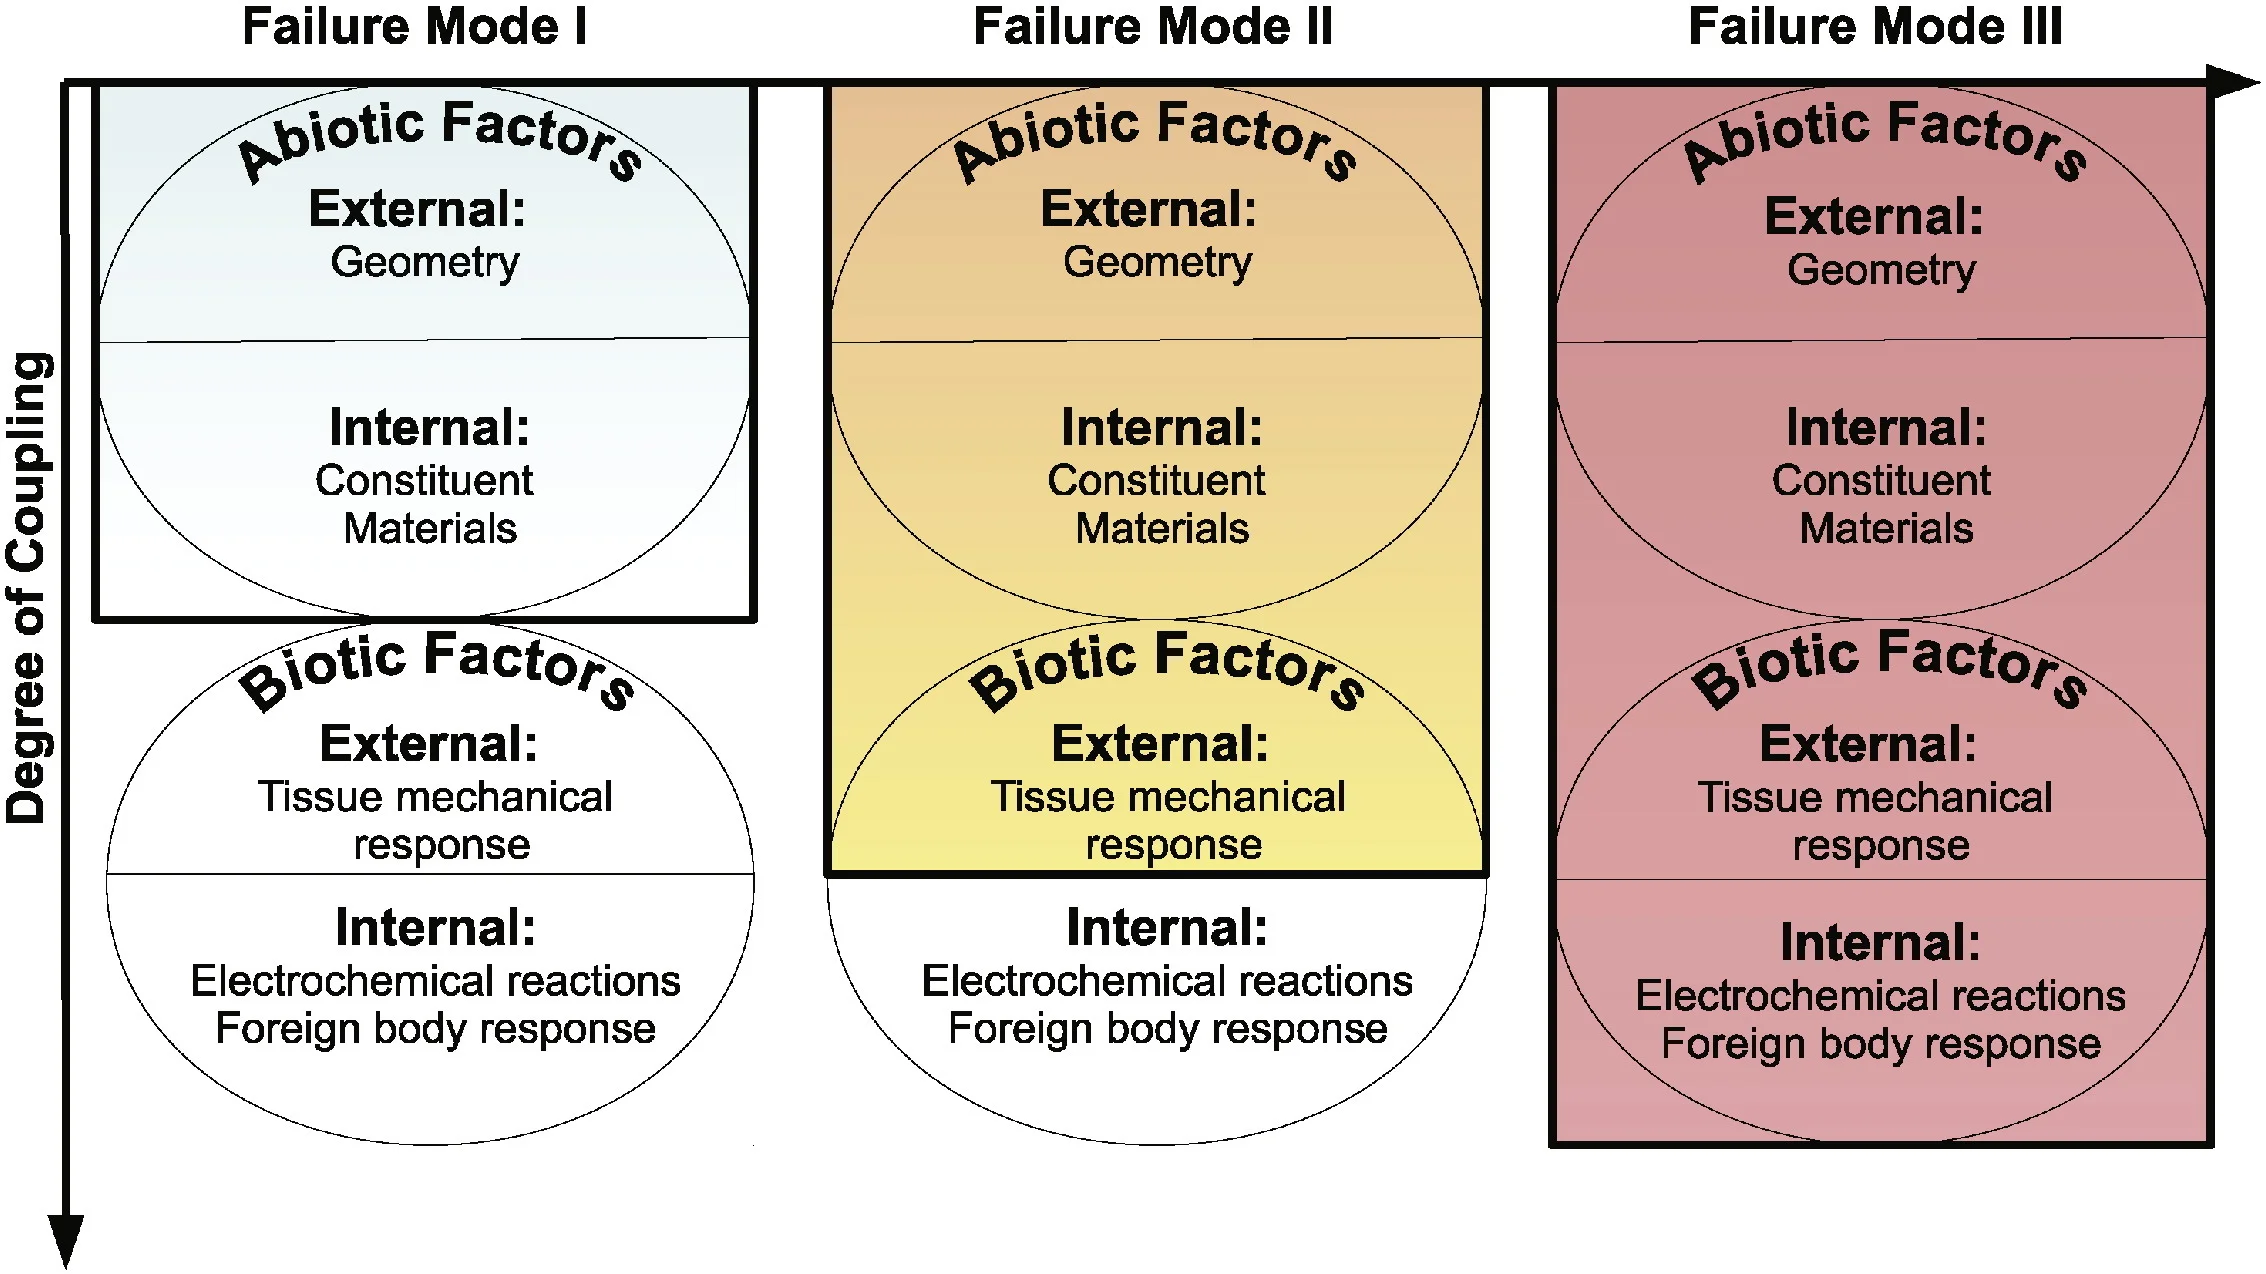 Failure Mode I
Failure Mode II
Failure Mode III
Degree of Coupling
Abiotic Factors
External:
Geometry
Internal:
Constituent
Materials
Biotic Factors
External:
Tissue mechanical
response
Internal:
Electrochemical reactions
Foreign body response
Abiotic Factors
External:
Geometry
Internal:
Constituent
Materials
Biotic Factors
External:
Tissue mechanical
response
Internal:
Electrochemical reactions
Foreign body response
Abiotic Factors
External:
Geometry
Internal:
Constituent
Materials
Biotic Factors
External:
Tissue mechanical
response
Internal:
Electrochemical reactions
Foreign body response